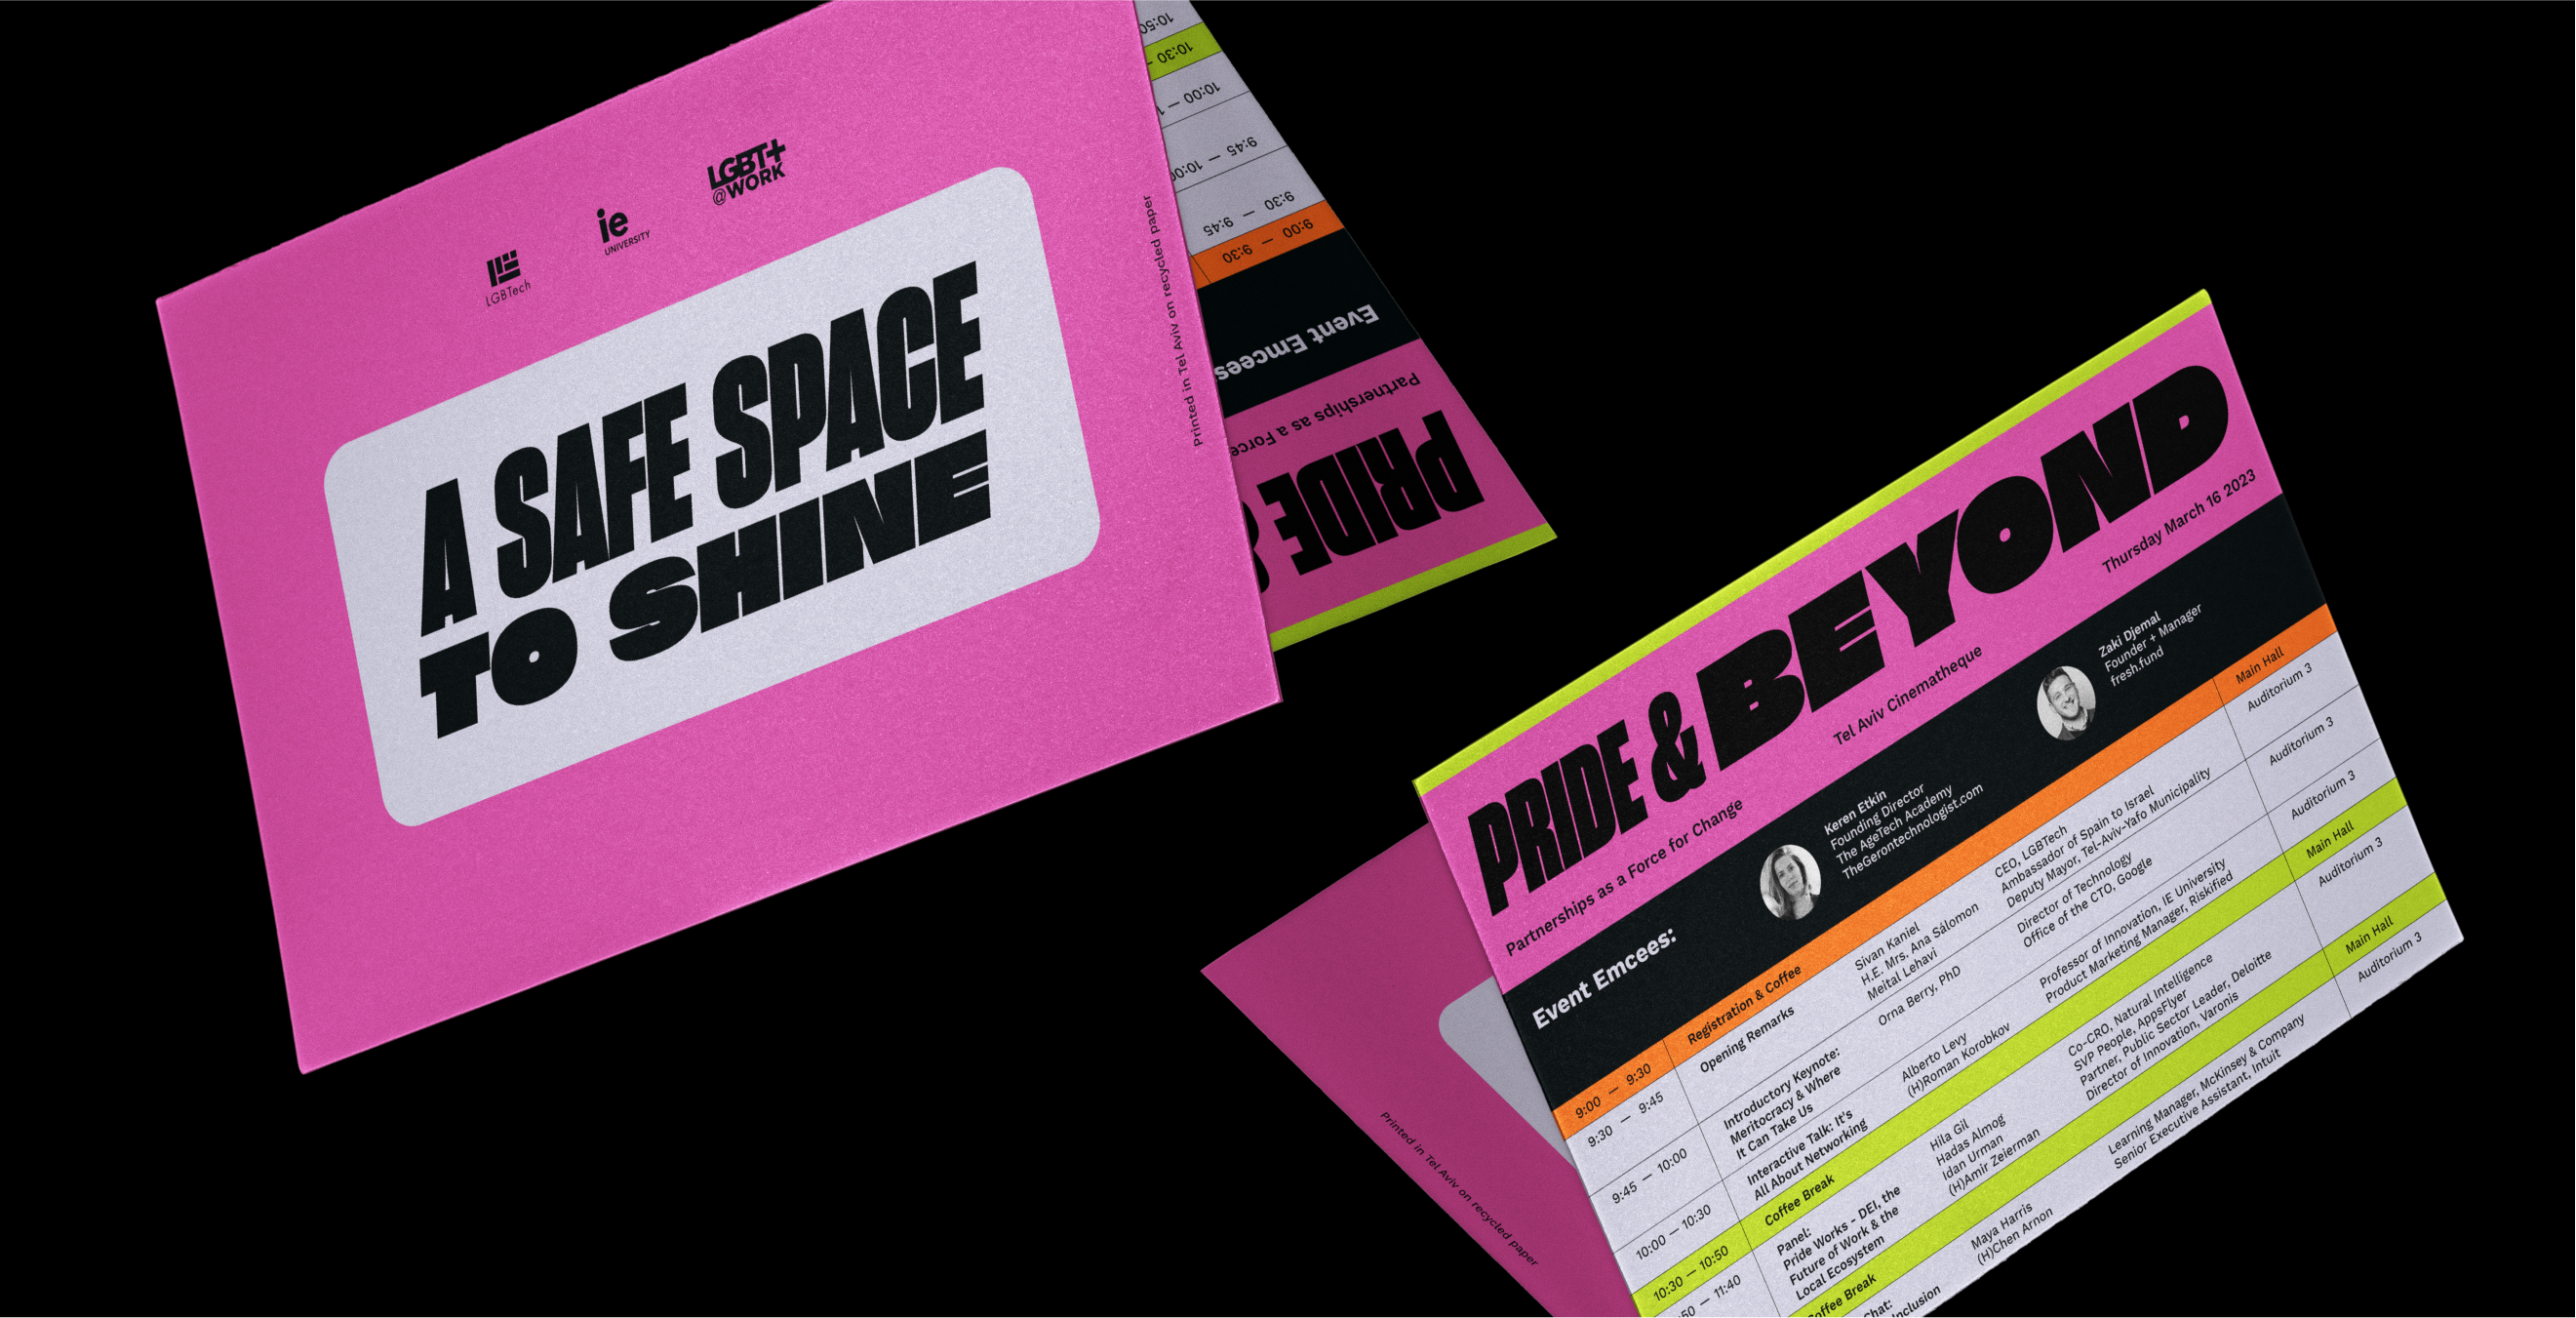 LGBTech
ie
UNIVERSITY
LGBT+
@WORK
A SAFE SPACE
TO SHINE
Printed in Tel Aviv on recycled paper
10:50
10:30 –
10:00 – 1
9:45 – 10:00
9:30 – 9:45
9:00 – 9:30
Event Emcees
Partnerships as a Force
PRIDE &
PRIDE & BEYOND
Partnerships as a Force for Change
Tel Aviv Cinematheque
Thursday March 16 2023
Event Emcees:
Keren Etkin
Founding Director
The AgeTech Academy
TheGerontechnologist.com
Zaki Djemal
Founder + Manager
fresh.fund
9:00 – 9:30
Registration & Coffee
Main Hall
9:30 – 9:45
Opening Remarks
Sivan Kaniel
H.E. Mrs. Ana Sálomon
Meital Lehavi
CEO, LGBTech
Ambassador of Spain to Israel
Deputy Mayor, Tel-Aviv-Yafo Municipality
Auditorium 3
9:45 – 10:00
Introductory Keynote:
Meritocracy & Where
It Can Take Us
Orna Berry, PhD
Director of Technology
Office of the CTO, Google
Auditorium 3
10:00 – 10:30
Interactive Talk: It's
All About Networking
Alberto Levy
(H)Roman Korobkov
Professor of Innovation, IE University
Product Marketing Manager, Riskified
Auditorium 3
10:30 – 10:50
Coffee Break
Main Hall
50 – 11:40
Panel:
Pride Works - DEI, the
Future of Work & the
Local Ecosystem
Hila Gil
Hadas Almog
Idan Urman
(H)Amir Zeierman
Co-CRO, Natural Intelligence
SVP People, AppsFlyer
Partner, Public Sector Leader, Deloitte
Director of Innovation, Varonis
Auditorium 3
offee Break
Main Hall
Chat:
Inclusion
Maya Harris
(H)Chen Arnon
Learning Manager, McKinsey & Company
Senior Executive Assistant, Intuit
Auditorium 3
Printed in Tel Aviv on recycled paper